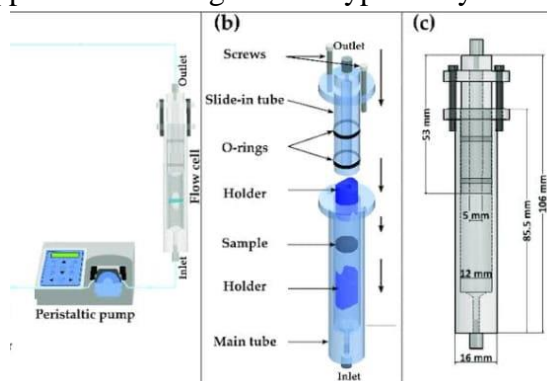 (b)
(c)
Outlet
Flow cell
Inlet
Peristaltic pump
Outlet
Screws
Slide-in tube
O-rings
Holder
Sample
Holder
Main tube
Inlet
53 mm
5 mm
12 mm
85.5 mm
106 mm
16 mm